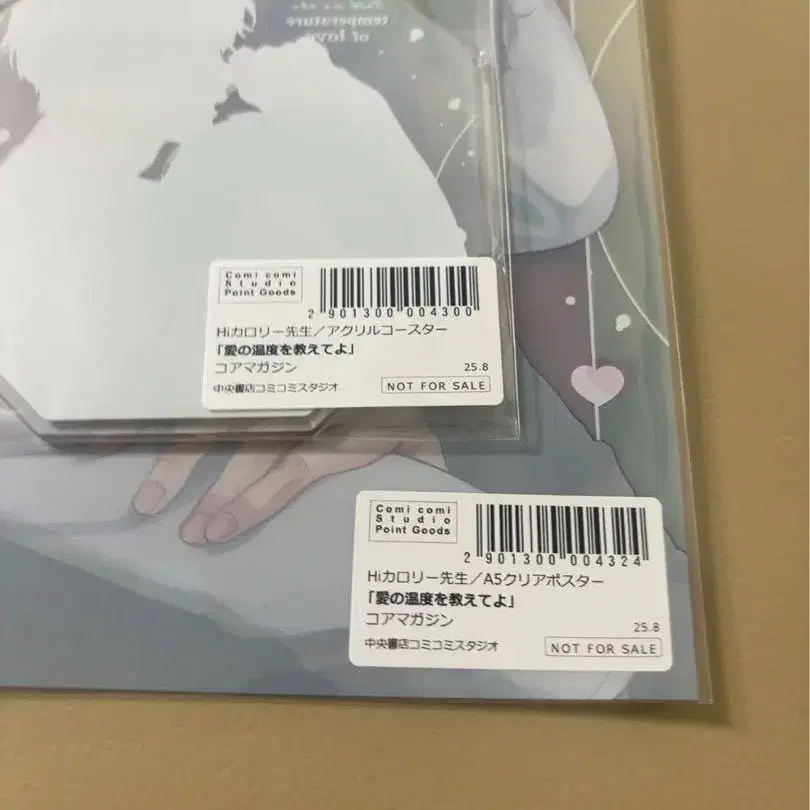 temperature
of love
Comi comi
Studio
Point Goods
2 901300 004300
Hiカロリー先生／アクリルコースター
「愛の温度を教えてよ」
コアマガジン
25.8
中央書店コミコミスタジオ
NOT FOR SALE
Comi comi
Studio
Point Goods
2 901300 004324
Hiカロリー先生／A5クリアポスター
「愛の温度を教えてよ」
コアマガジン
25.8
中央書店コミコミスタジオ
NOT FOR SALE